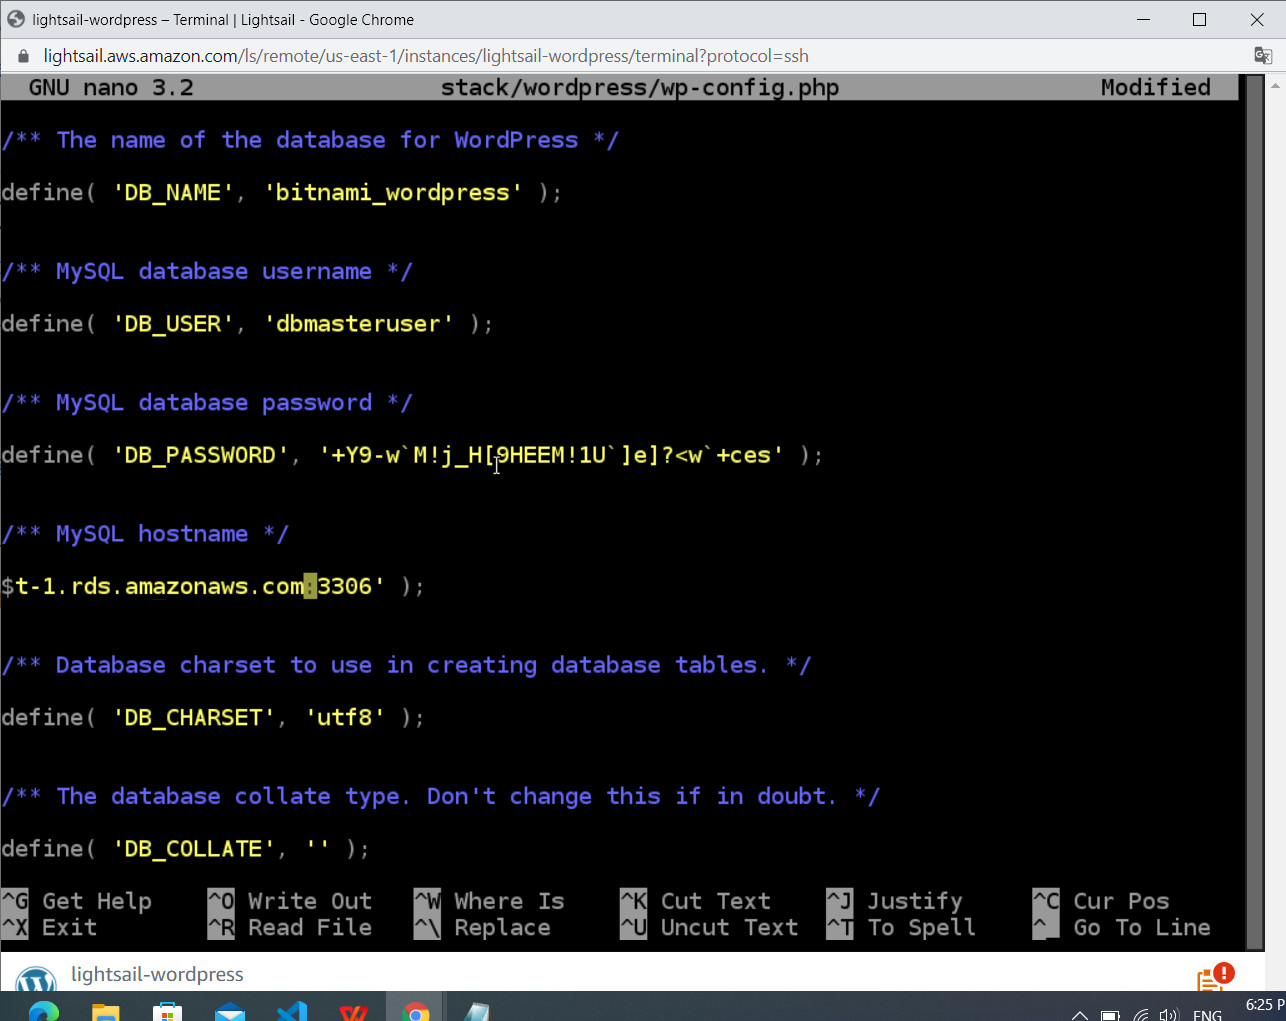 lightsail-wordpress – Terminal | Lightsail - Google Chrome
lightsail.aws.amazon.com/ls/remote/us-east-1/instances/lightsail-wordpress/terminal?protocol=ssh
GNU nano 3.2 stack/wordpress/wp-config.php Modified
/** The name of the database for WordPress */
define( 'DB_NAME', 'bitnami_wordpress' );
/** MySQL database username */
define( 'DB_USER', 'dbmasteruser' );
/** MySQL database password */
define( 'DB_PASSWORD', '+Y9-w`M!j_H[9HEEM!1U`]e]?<w`+ces' );
/** MySQL hostname */
$t-1.rds.amazonaws.com:3306' );
/** Database charset to use in creating database tables. */
define( 'DB_CHARSET', 'utf8' );
/** The database collate type. Don't change this if in doubt. */
define( 'DB_COLLATE', '' );
^G Get Help ^O Write Out ^W Where Is ^K Cut Text ^J Justify ^C Cur Pos
^X Exit ^R Read File ^\ Replace ^U Uncut Text ^T To Spell ^_ Go To Line
lightsail-wordpress
ENG
6:25 P